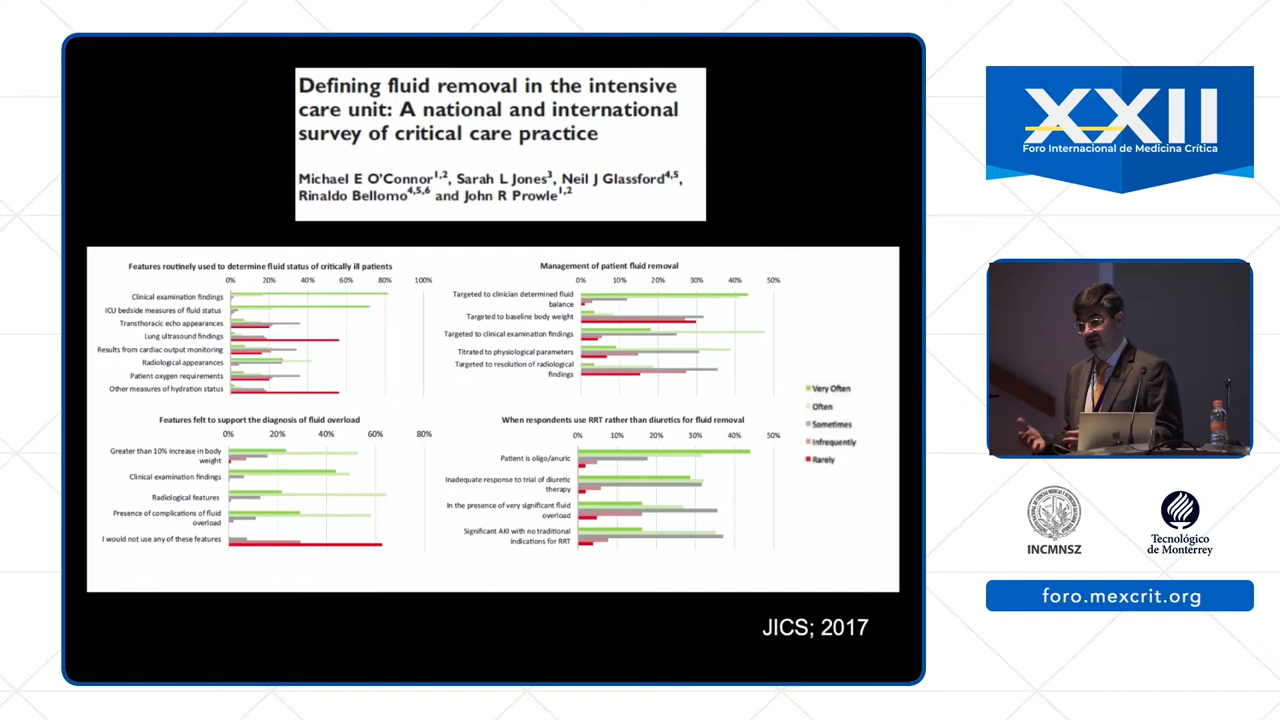 Defining fluid removal in the intensive
care unit: A national and international
survey of critical care practice
Michael E O'Connor1,2, Sarah L Jones3, Neil J Glassford4,5,
Rinaldo Bellomo4,5,6 and John R Prowle1,2
Features routinely used to determine fluid status of critically ill patients
0% 20% 40% 60% 80% 100%
Clinical examination findings
ICU bedside measures of fluid status
Transthoracic echo appearances
Lung ultrasound findings
Results from cardiac output monitoring
Radiological appearances
Patient oxygen requirements
Other measures of hydration status
Management of patient fluid removal
0% 10% 20% 30% 40% 50%
Targeted to clinician determined fluid
balance
Targeted to baseline body weight
Targeted to clinical examination findings
Titrated to physiological parameters
Targeted to resolution of radiological
findings
Features felt to support the diagnosis of fluid overload
0% 20% 40% 60% 80%
Greater than 10% increase in body
weight
Clinical examination findings
Radiological features
Presence of complications of fluid
overload
I would not use any of these features
When respondents use RRT rather than diuretics for fluid removal
0% 10% 20% 30% 40% 50%
Patient is oligo/anuric
Inadequate response to trial of diuretic
therapy
In the presence of very significant fluid
overload
Significant AKI with no traditional
indications for RRT
Very Often
Often
Sometimes
Infrequently
Rarely
JICS; 2017
XXII
Foro Internacional de Medicina Crítica
INCMNSZ
Tecnológico
de Monterrey
foro.mexcrit.org